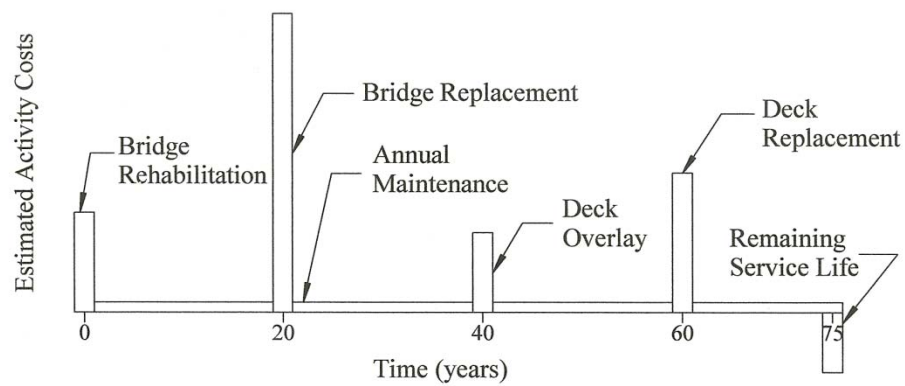 Estimated Activity Costs
Bridge
Rehabilitation
Bridge Replacement
Annual
Maintenance
Deck
Overlay
Deck
Replacement
Remaining
Service Life
0
20
40
60
75
Time (years)